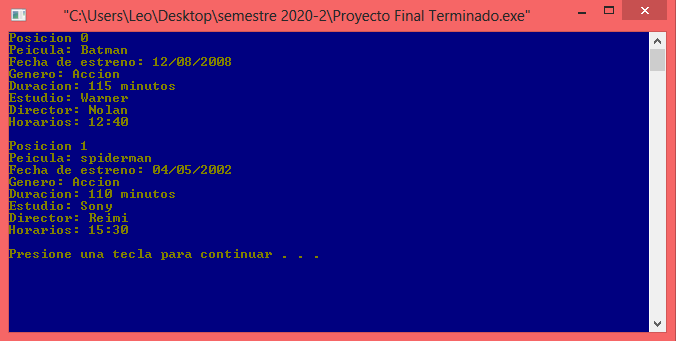 "C:\Users\Leo\Desktop\semestre 2020-2\Proyecto Final Terminado.exe"
Posicion 0
Peicula: Batman
Fecha de estreno: 12/08/2008
Genero: Accion
Duracion: 115 minutos
Estudio: Warner
Director: Nolan
Horarios: 12:40
Posicion 1
Peicula: spiderman
Fecha de estreno: 04/05/2002
Genero: Accion
Duracion: 110 minutos
Estudio: Sony
Director: Reimi
Horarios: 15:30
Presione una tecla para continuar . . .